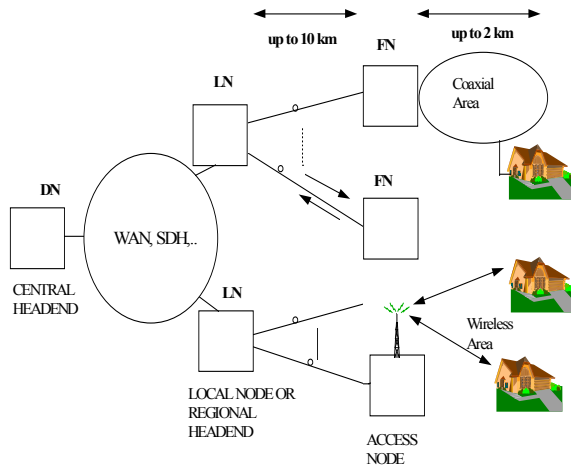 up to 10 km
up to 2 km
FN
LN
Coaxial
Area
DN
WAN, SDH,..
FN
CENTRAL
HEADEND
LN
Wireless
Area
LOCAL NODE OR
REGIONAL
HEADEND
ACCESS
NODE